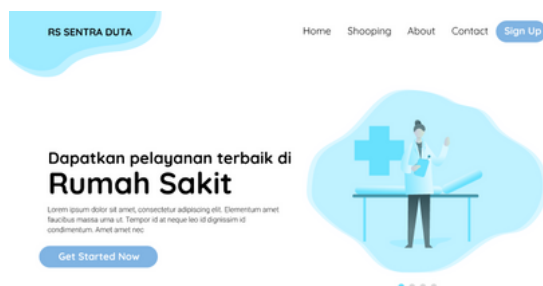 RS SENTRA DUTA
Home Shooping About Contact Sign Up
Dapatkan pelayanan terbaik di
Rumah Sakit
Lorem ipsum dolor sit amet, consectetur adipiscing elit. Elementum amet
faucibus massa urna ut. Tempor id at neque leo id dignissim id
condimentum. Amet amet nec
Get Started Now